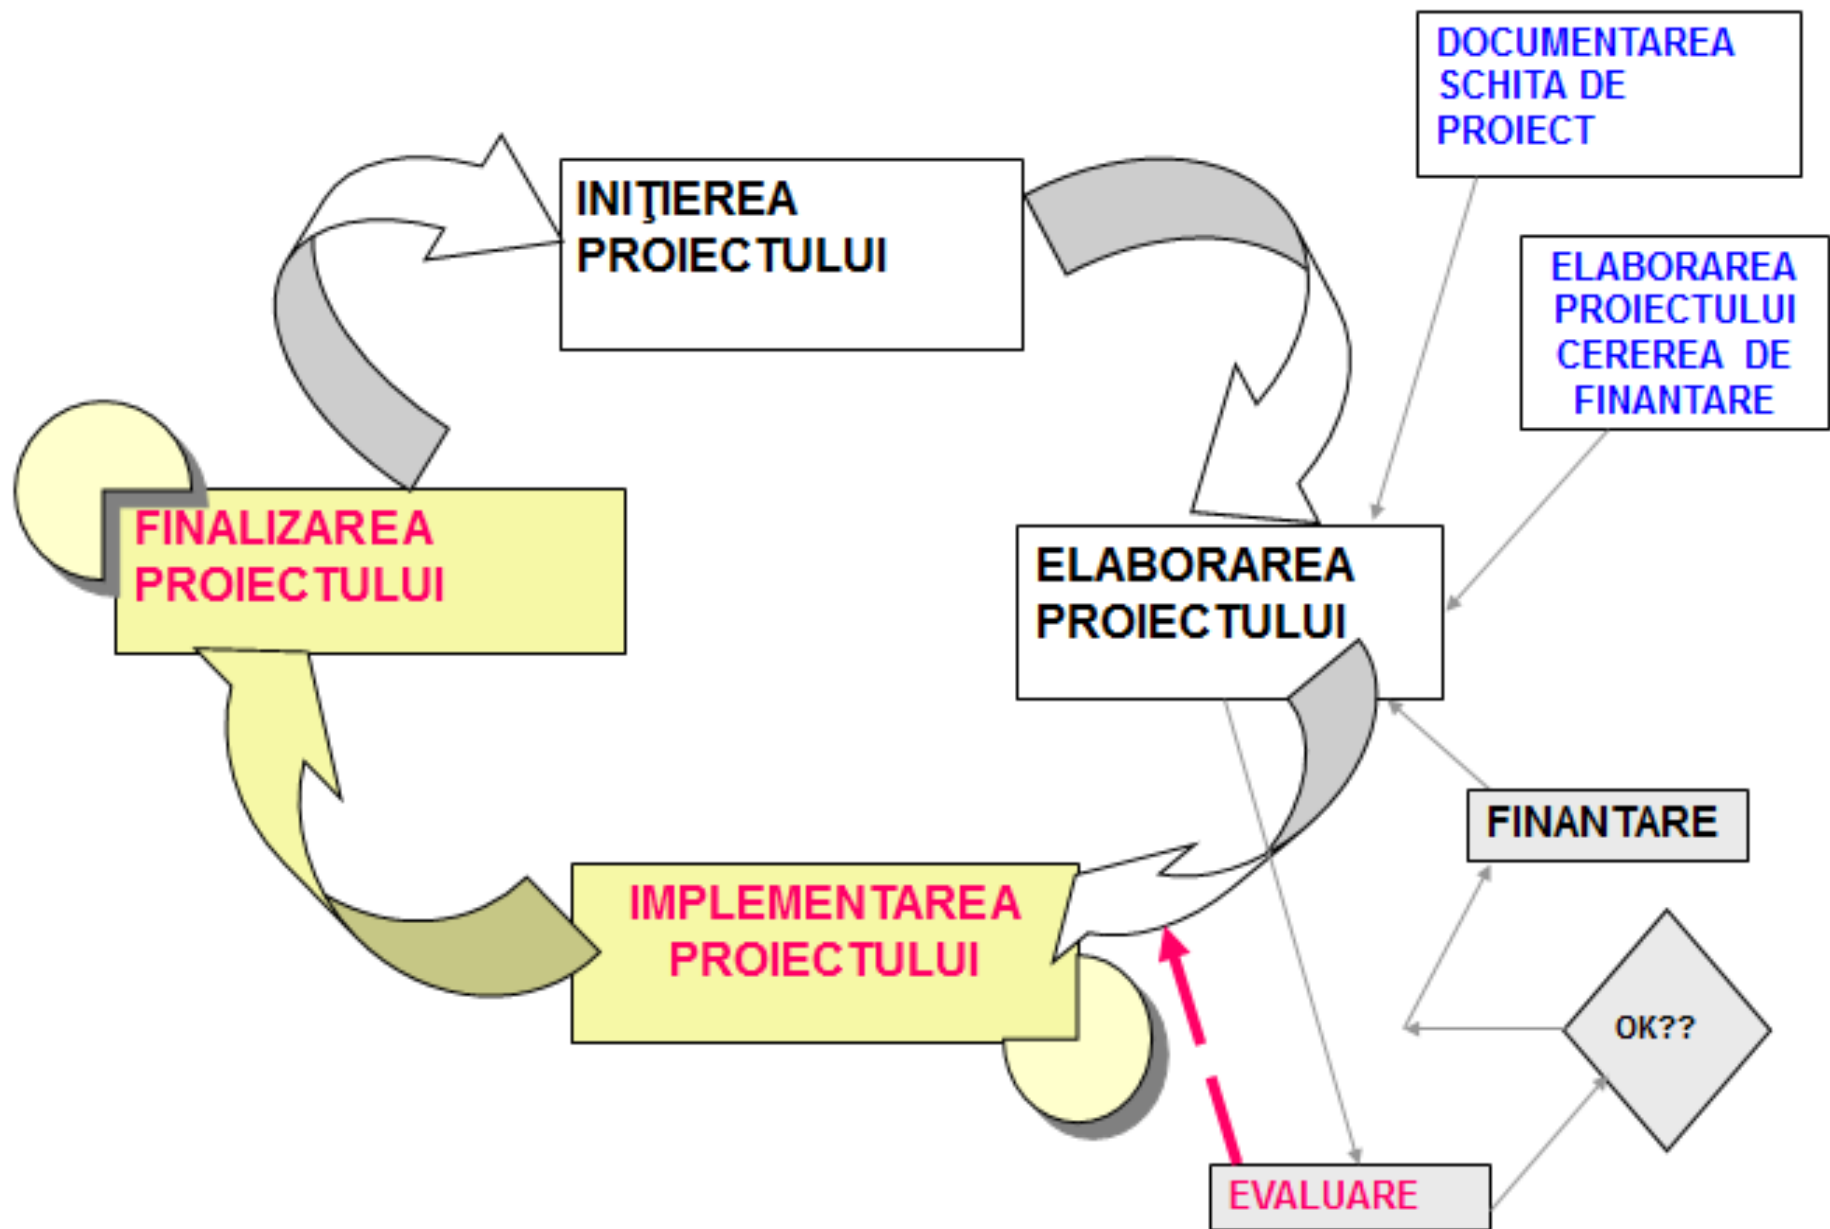 DOCUMENTAREA
SCHITA DE
PROIECT
INIŢIEREA
PROIECTULUI
ELABORAREA
PROIECTULUI
CEREREA DE
FINANTARE
FINALIZAREA
PROIECTULUI
ELABORAREA
PROIECTULUI
FINANTARE
IMPLEMENTAREA
PROIECTULUI
OK??
EVALUARE